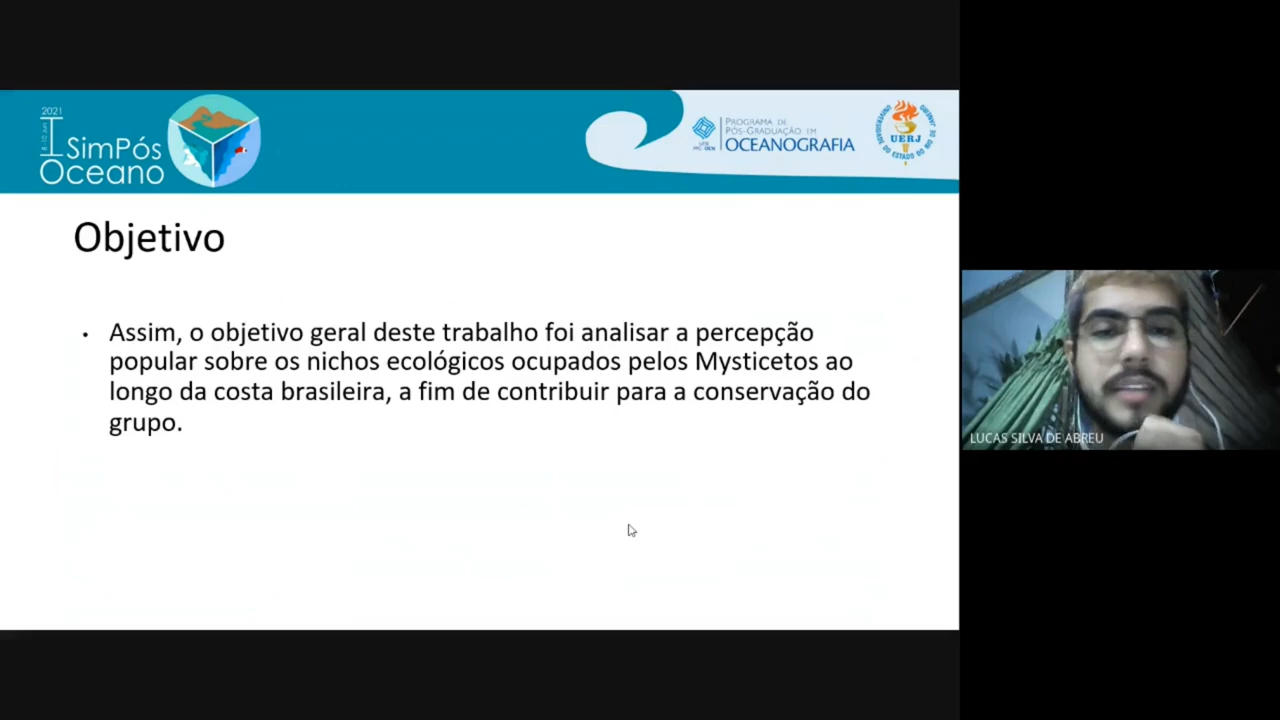 2021
I SimPós
Oceano
PROGRAMA DE
PÓS-GRADUAÇÃO EM
OCEANOGRAFIA
UERJ
UNIVERSIDADE DO ESTADO DO RIO DE JANEIRO
Objetivo
• Assim, o objetivo geral deste trabalho foi analisar a percepção
popular sobre os nichos ecológicos ocupados pelos Mysticetos ao
longo da costa brasileira, a fim de contribuir para a conservação do
grupo.
LUCAS SILVA DE ABREU